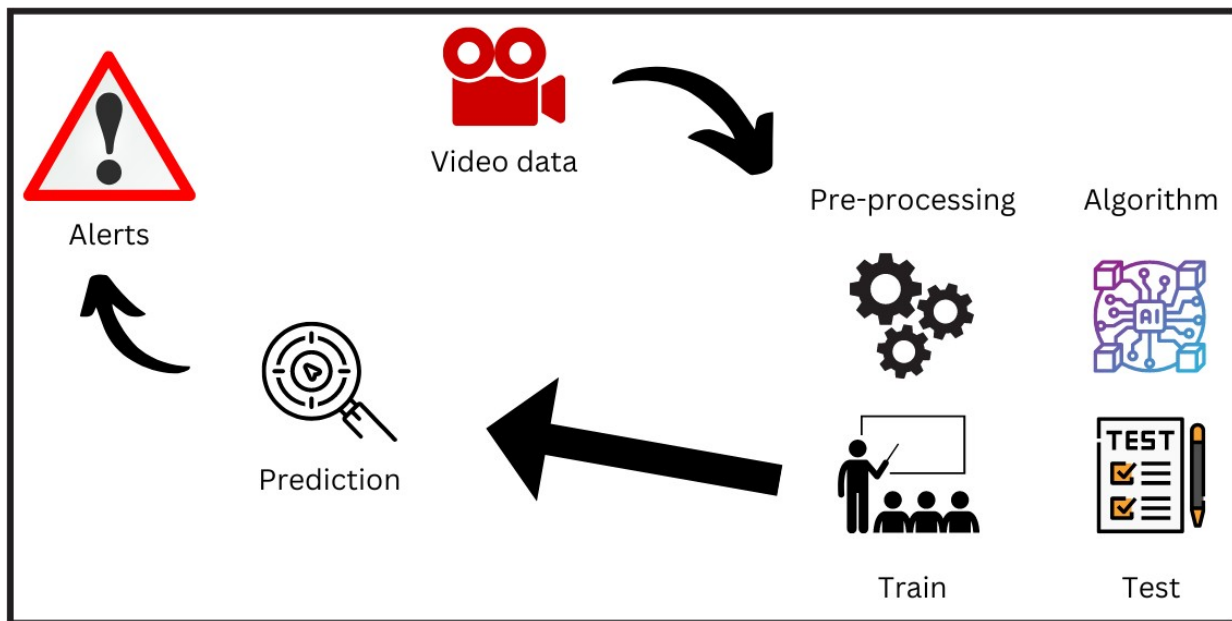 Video data
Alerts
Pre-processing
Algorithm
AI
TEST
Prediction
Train
Test